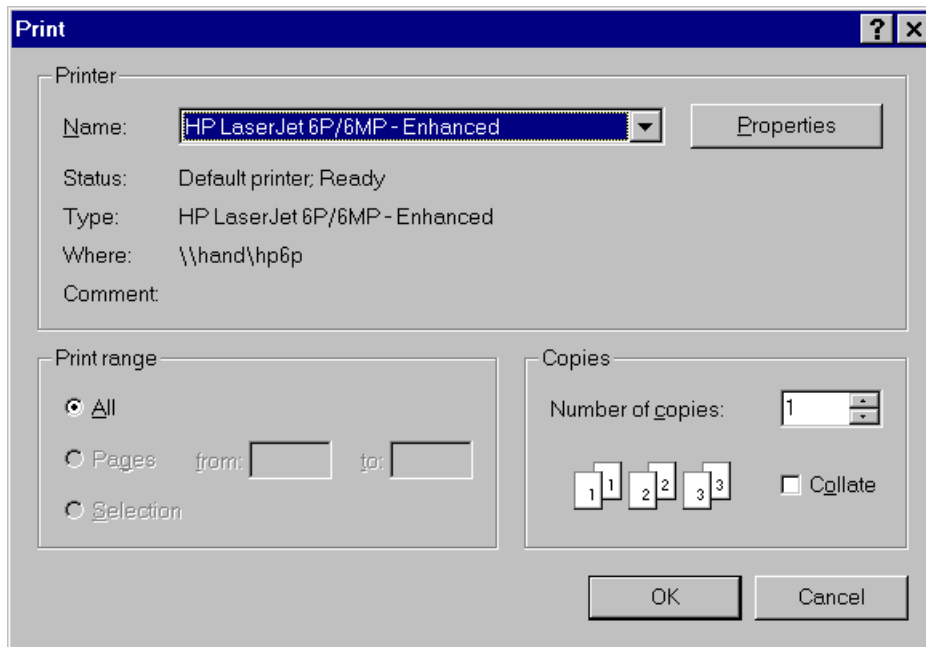 Print
Printer
Name: HP LaserJet 6P/6MP - Enhanced Properties
Status: Default printer; Ready
Type: HP LaserJet 6P/6MP - Enhanced
Where: \\hand\hp6p
Comment:
Print range
All
Pages from: to:
Selection
Copies
Number of copies: 1
1 1 2 2 3 3 Collate
OK Cancel